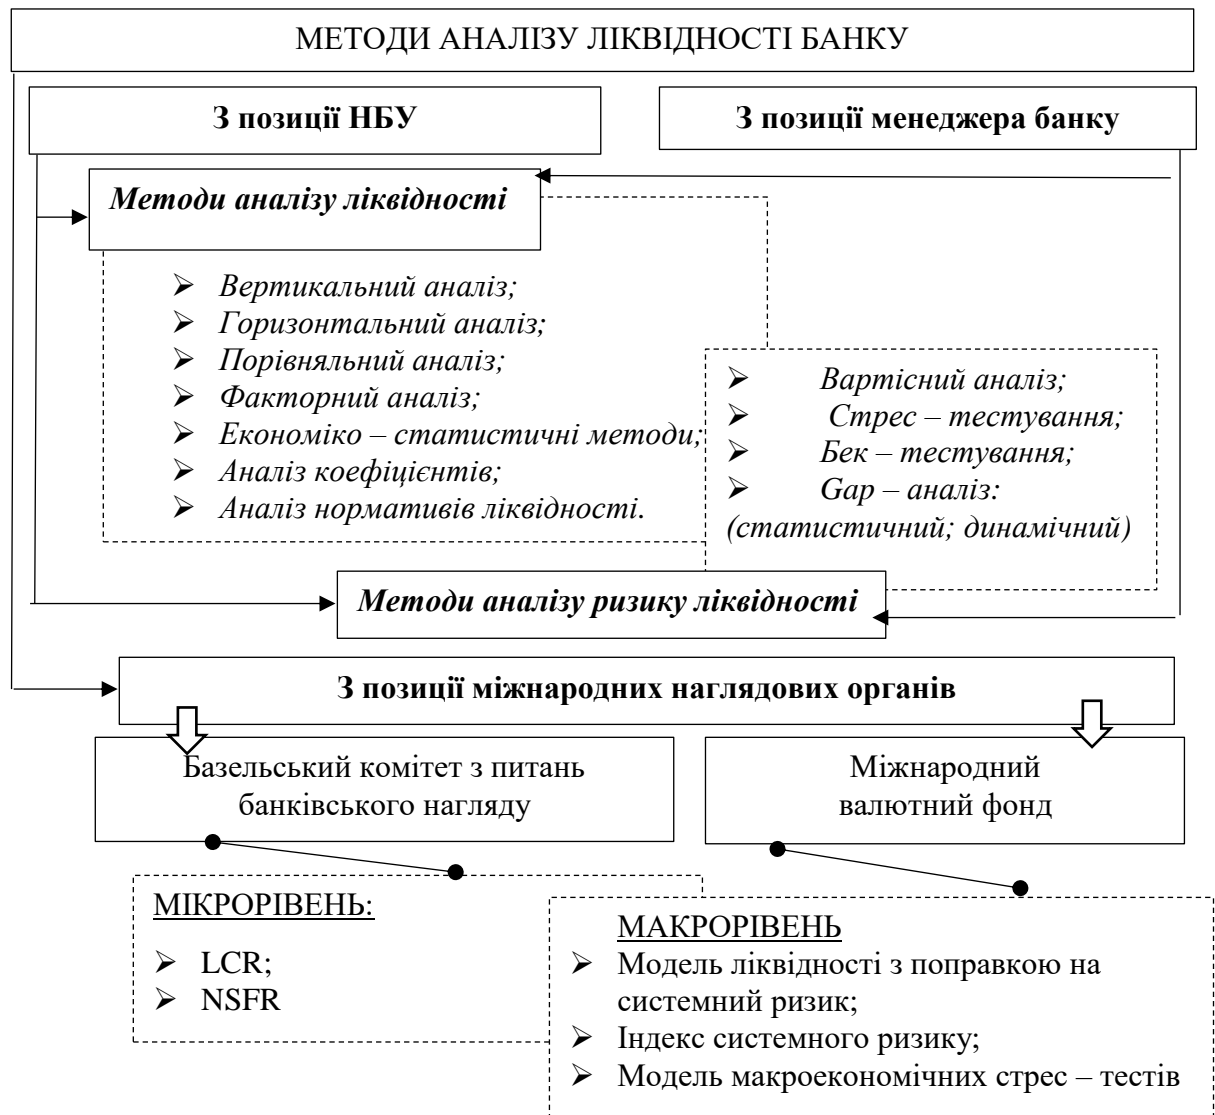 МЕТОДИ АНАЛІЗУ ЛІКВІДНОСТІ БАНКУ
З позиції НБУ
З позиції менеджера банку
Методи аналізу ліквідності
➢ Вертикальний аналіз;
➢ Горизонтальний аналіз;
➢ Порівняльний аналіз;
➢ Факторний аналіз;
➢ Економіко – статистичні методи;
➢ Аналіз коефіцієнтів;
➢ Аналіз нормативів ліквідності.
➢ Вартісний аналіз;
➢ Стрес – тестування;
➢ Бек – тестування;
➢ Gap – аналіз:
(статистичний; динамічний)
Методи аналізу ризику ліквідності
З позиції міжнародних наглядових органів
Базельський комітет з питань
банківського нагляду
Міжнародний
валютний фонд
МІКРОРІВЕНЬ:
➢ LCR;
➢ NSFR
МАКРОРІВЕНЬ
➢ Модель ліквідності з поправкою на
системний ризик;
➢ Індекс системного ризику;
➢ Модель макроекономічних стрес – тестів